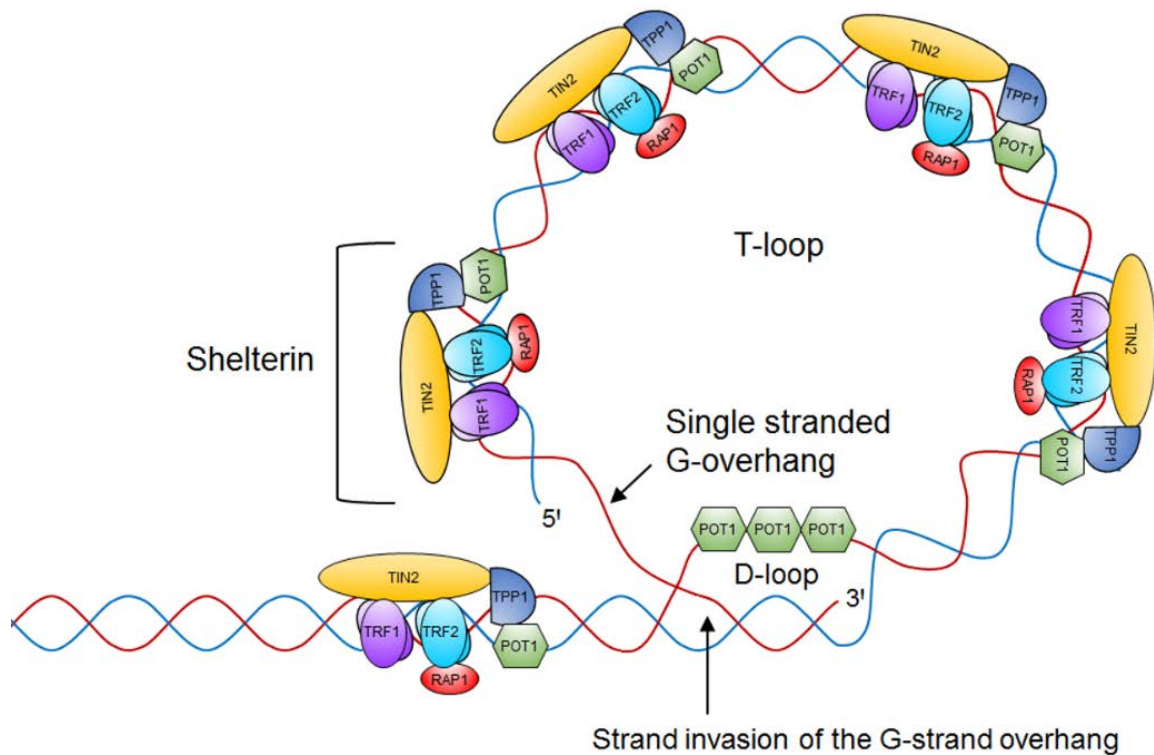 TPP1
TIN2
POT1
TRF2
TRF1
RAP1
TIN2
TRF1
TRF2
TPP1
RAP1
POT1
T-loop
Shelterin
TPP1
POT1
TRF2
RAP1
TIN2
TRF1
TRF1
TIN2
TRF2
RAP1
POT1
TPP1
Single stranded
G-overhang
5'
POT1 POT1 POT1
D-loop
3'
TIN2
TPP1
TRF1
TRF2
POT1
RAP1
Strand invasion of the G-strand overhang